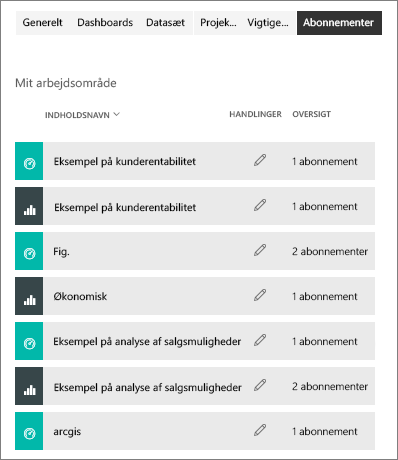 Generelt Dashboards Datasæt Projek... Vigtige... Abonnementer
Mit arbejdsområde
INDHOLDSNAVN HANDLINGER OVERSIGT
Eksempel på kunderentabilitet 1 abonnement
Eksempel på kunderentabilitet 1 abonnement
Fig. 2 abonnementer
Økonomisk 1 abonnement
Eksempel på analyse af salgsmuligheder 1 abonnement
Eksempel på analyse af salgsmuligheder 2 abonnementer
arcgis 1 abonnement